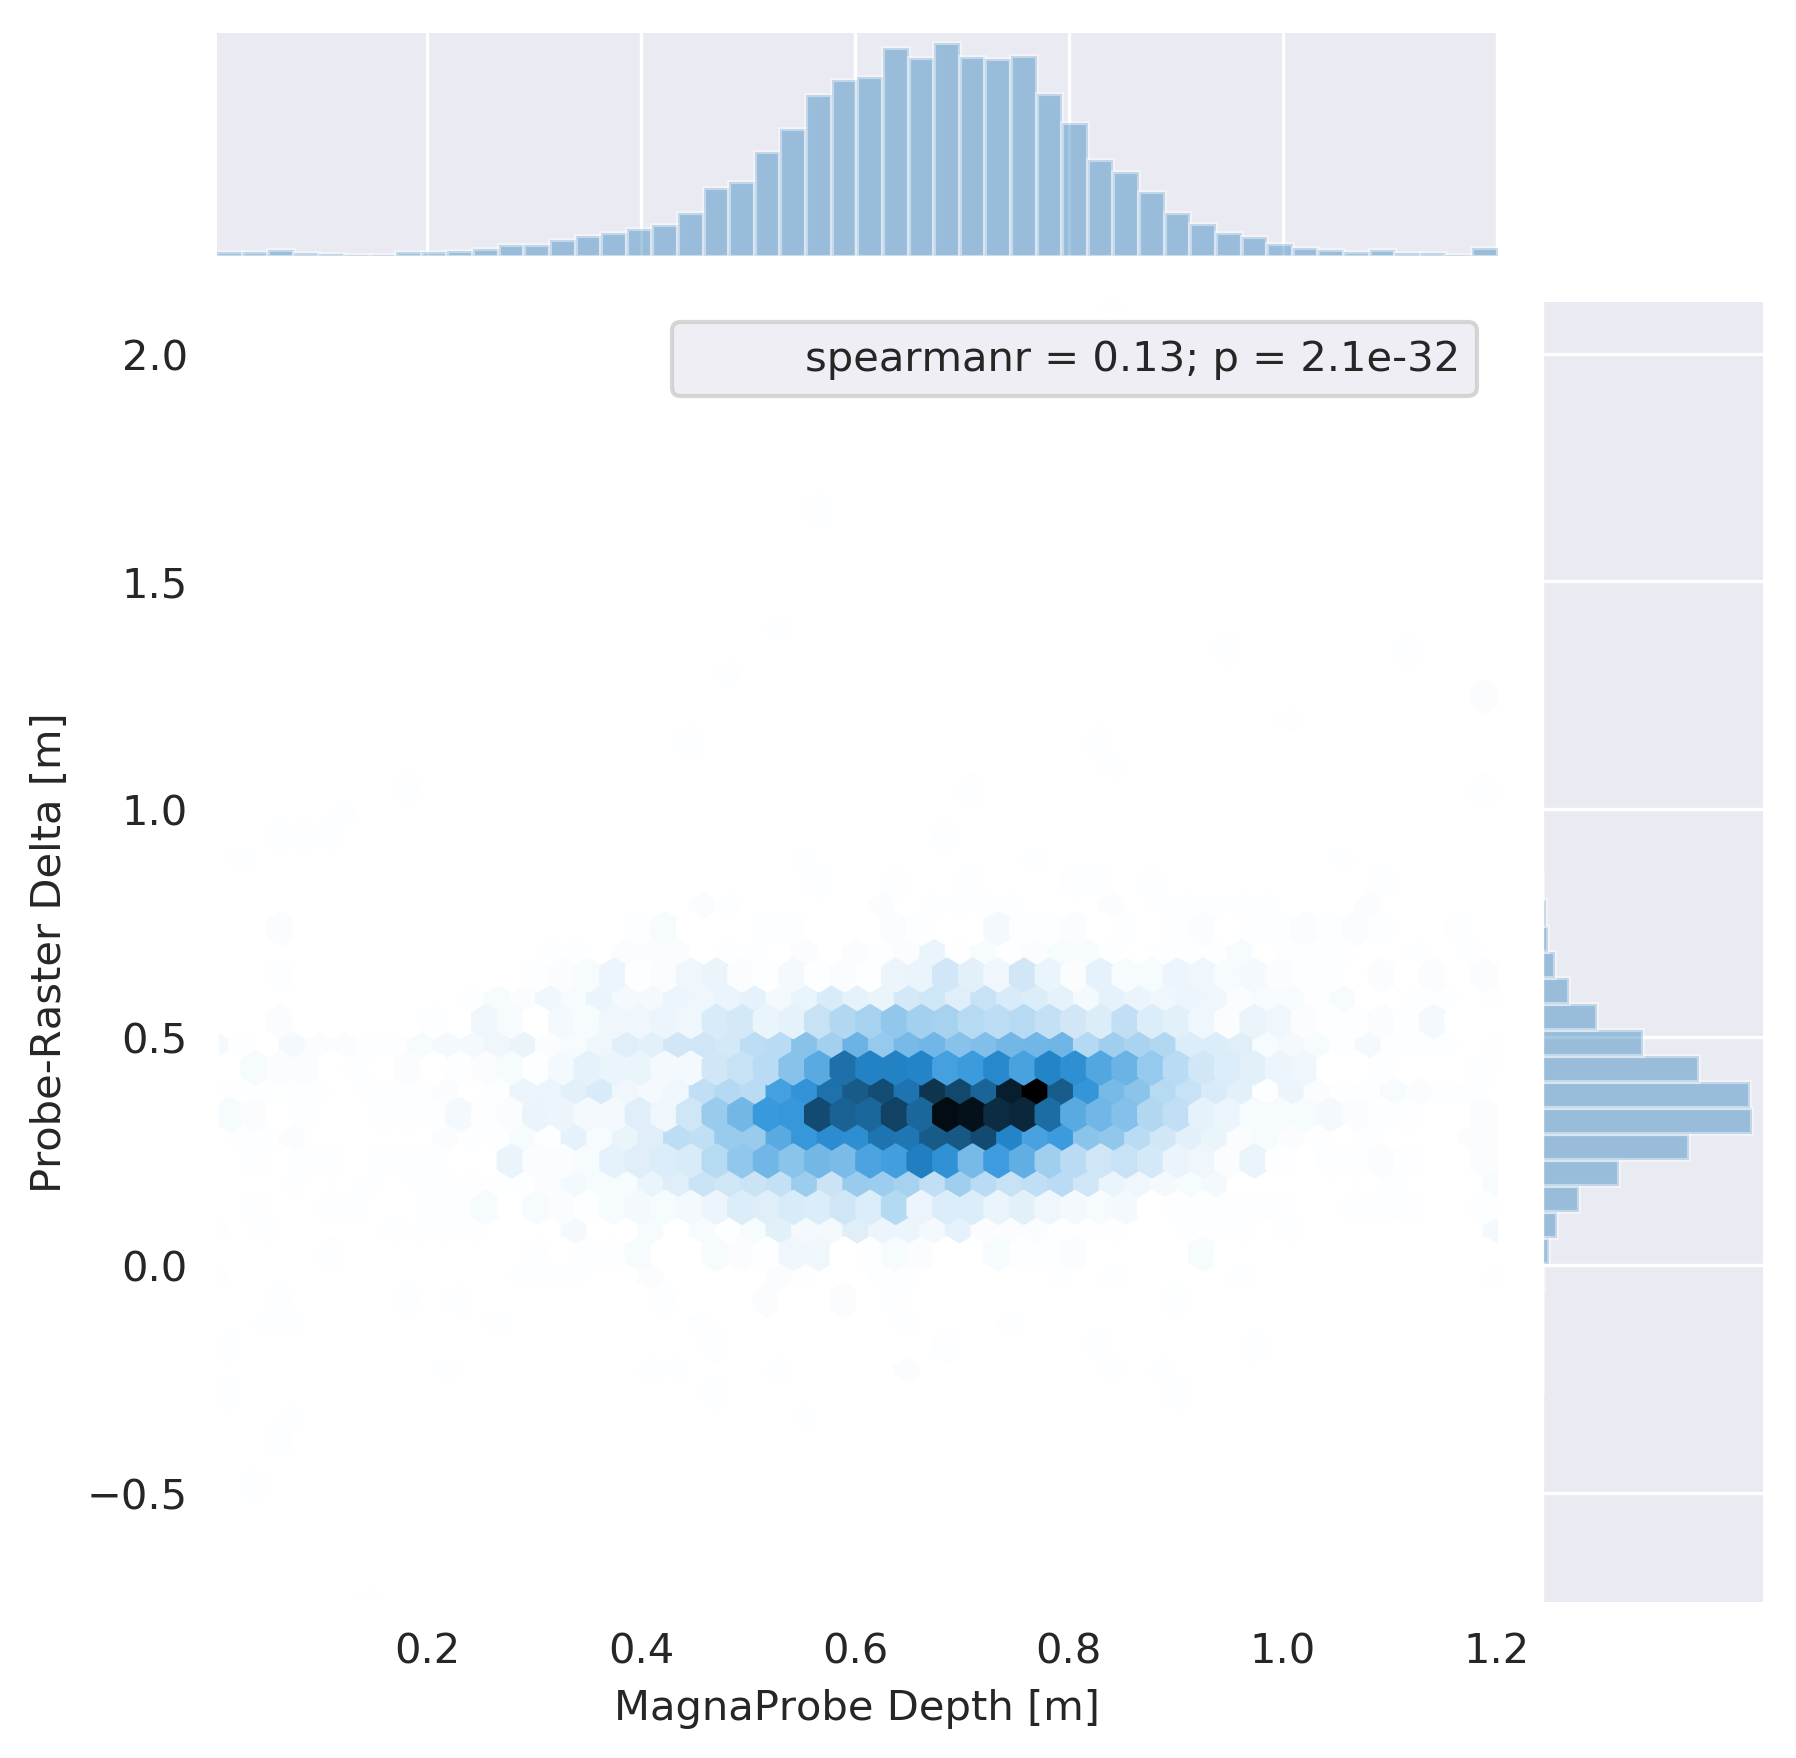 spearmanr = 0.13; p = 2.1e-32
2.0
1.5
1.0
0.5
0.0
−0.5
Probe-Raster Delta [m]
0.2 0.4 0.6 0.8 1.0 1.2
MagnaProbe Depth [m]